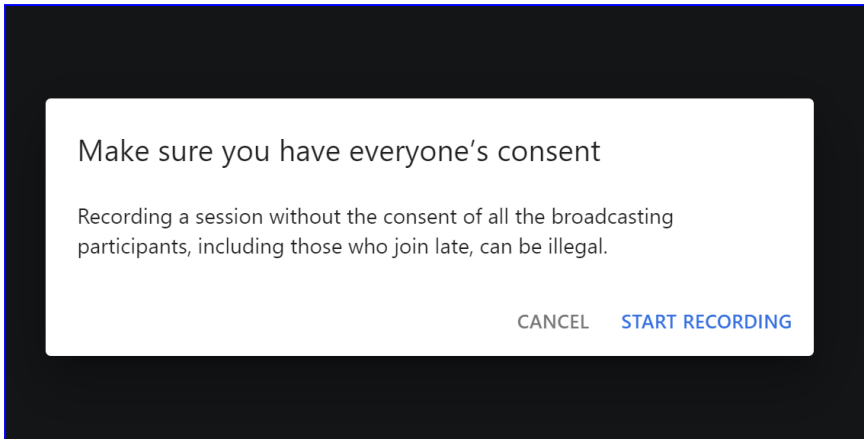 Make sure you have everyone’s consent
Recording a session without the consent of all the broadcasting
participants, including those who join late, can be illegal.
CANCEL START RECORDING